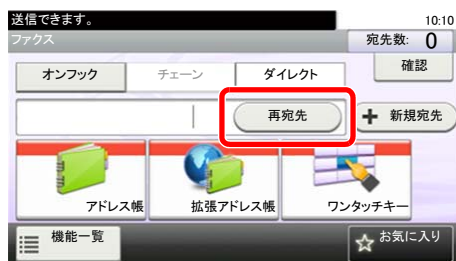 送信できます。 10:10
ファクス 宛先数: 0
オンフック チェーン ダイレクト 確認
再宛先 新規宛先
アドレス帳 拡張アドレス帳 ワンタッチキー
機能一覧 お気に入り